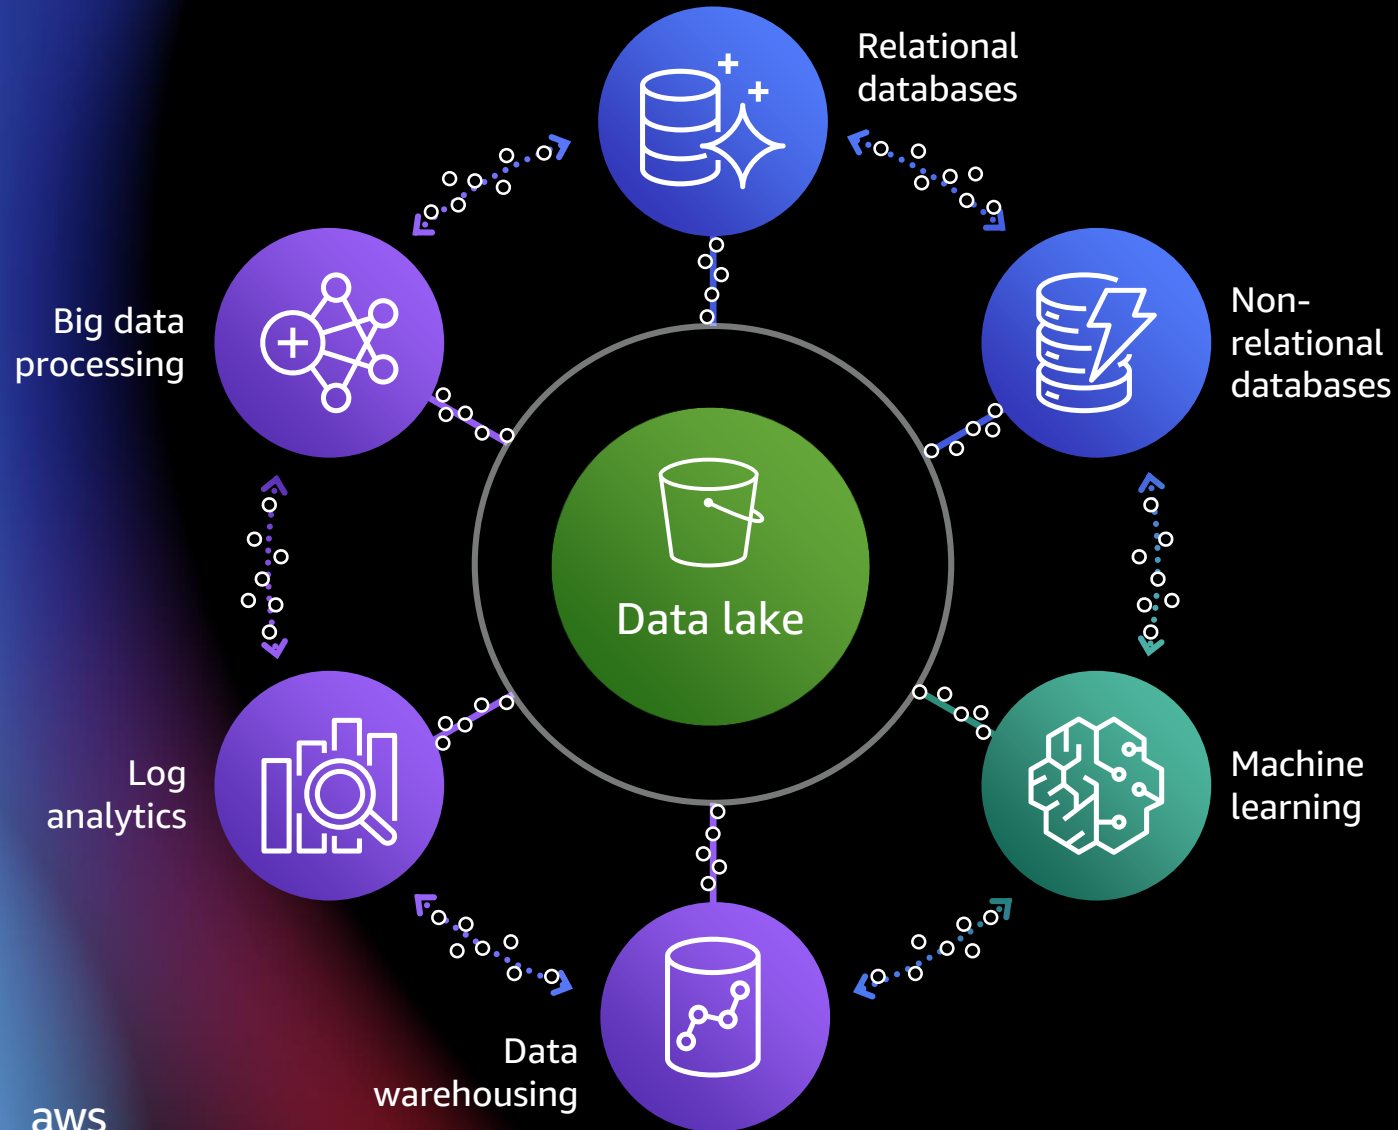 Relational
databases
Non-
relational
databases
Big data
processing
Data lake
Machine
learning
Log
analytics
Data
warehousing
aws